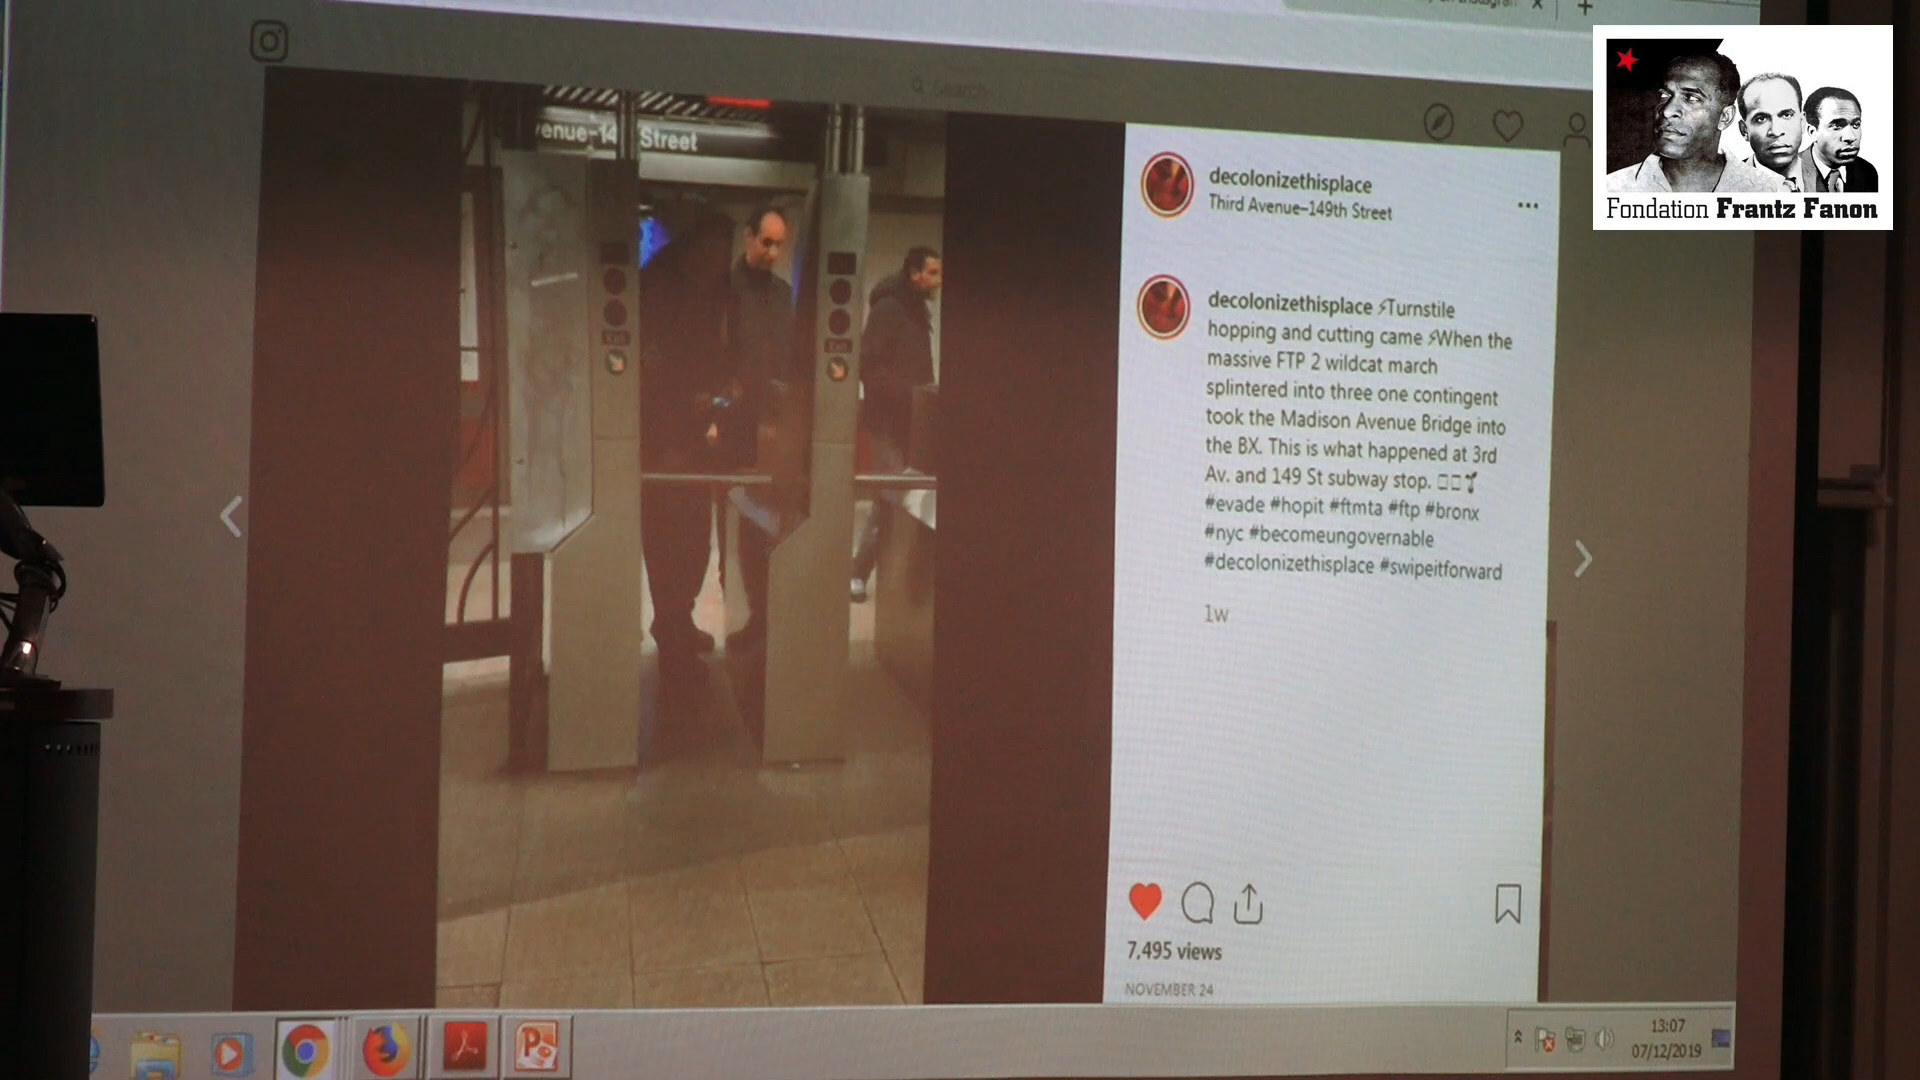 Search
venue-14 Street
decolonizethisplace
Third Avenue–149th Street
decolonizethisplace ⚡Turnstile
hopping and cutting came ⚡When the
massive FTP 2 wildcat march
splintered into three one contingent
took the Madison Avenue Bridge into
the BX. This is what happened at 3rd
Av. and 149 St subway stop.
#evade #hopit #ftmta #ftp #bronx
#nyc #becomeungovernable
#decolonizethisplace #swipeitforward
1w
7,495 views
NOVEMBER 24
13:07
07/12/2019
Fondation Frantz Fanon